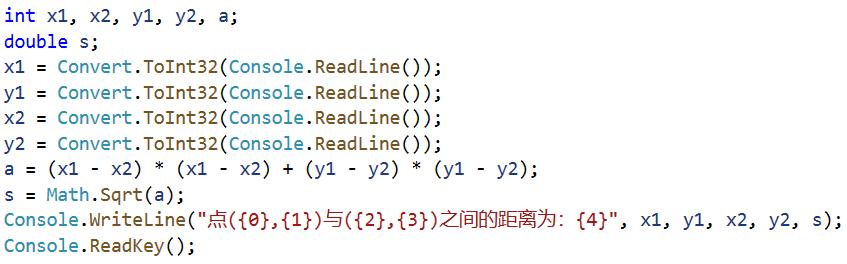 int x1, x2, y1, y2, a;
double s;
x1 = Convert.ToInt32(Console.ReadLine());
y1 = Convert.ToInt32(Console.ReadLine());
x2 = Convert.ToInt32(Console.ReadLine());
y2 = Convert.ToInt32(Console.ReadLine());
a = (x1 - x2) * (x1 - x2) + (y1 - y2) * (y1 - y2);
s = Math.Sqrt(a);
Console.WriteLine("点({0},{1})与({2},{3})之间的距离为：{4}", x1, y1, x2, y2, s);
Console.ReadKey();